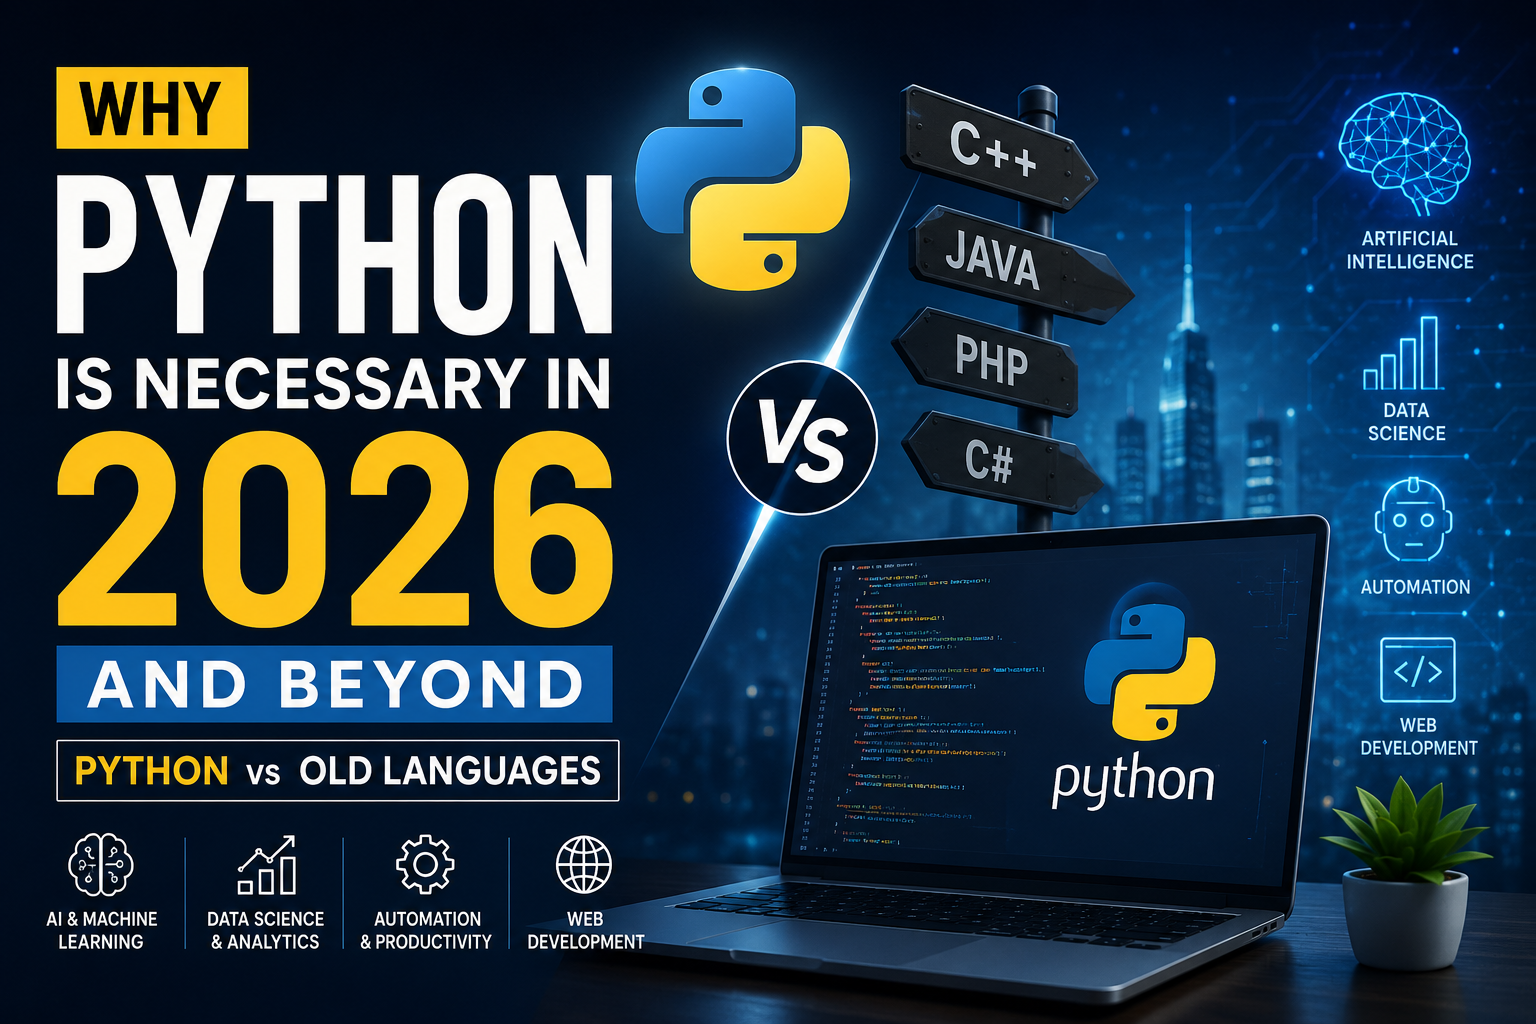 WHY
PYTHON
IS NECESSARY IN
2026
AND BEYOND
PYTHON vs OLD LANGUAGES
AI & MACHINE
LEARNING
DATA SCIENCE
& ANALYTICS
AUTOMATION
& PRODUCTIVITY
WEB
DEVELOPMENT
VS
C++
JAVA
PHP
C#
python
ARTIFICIAL
INTELLIGENCE
DATA
SCIENCE
AUTOMATION
</>
WEB
DEVELOPMENT